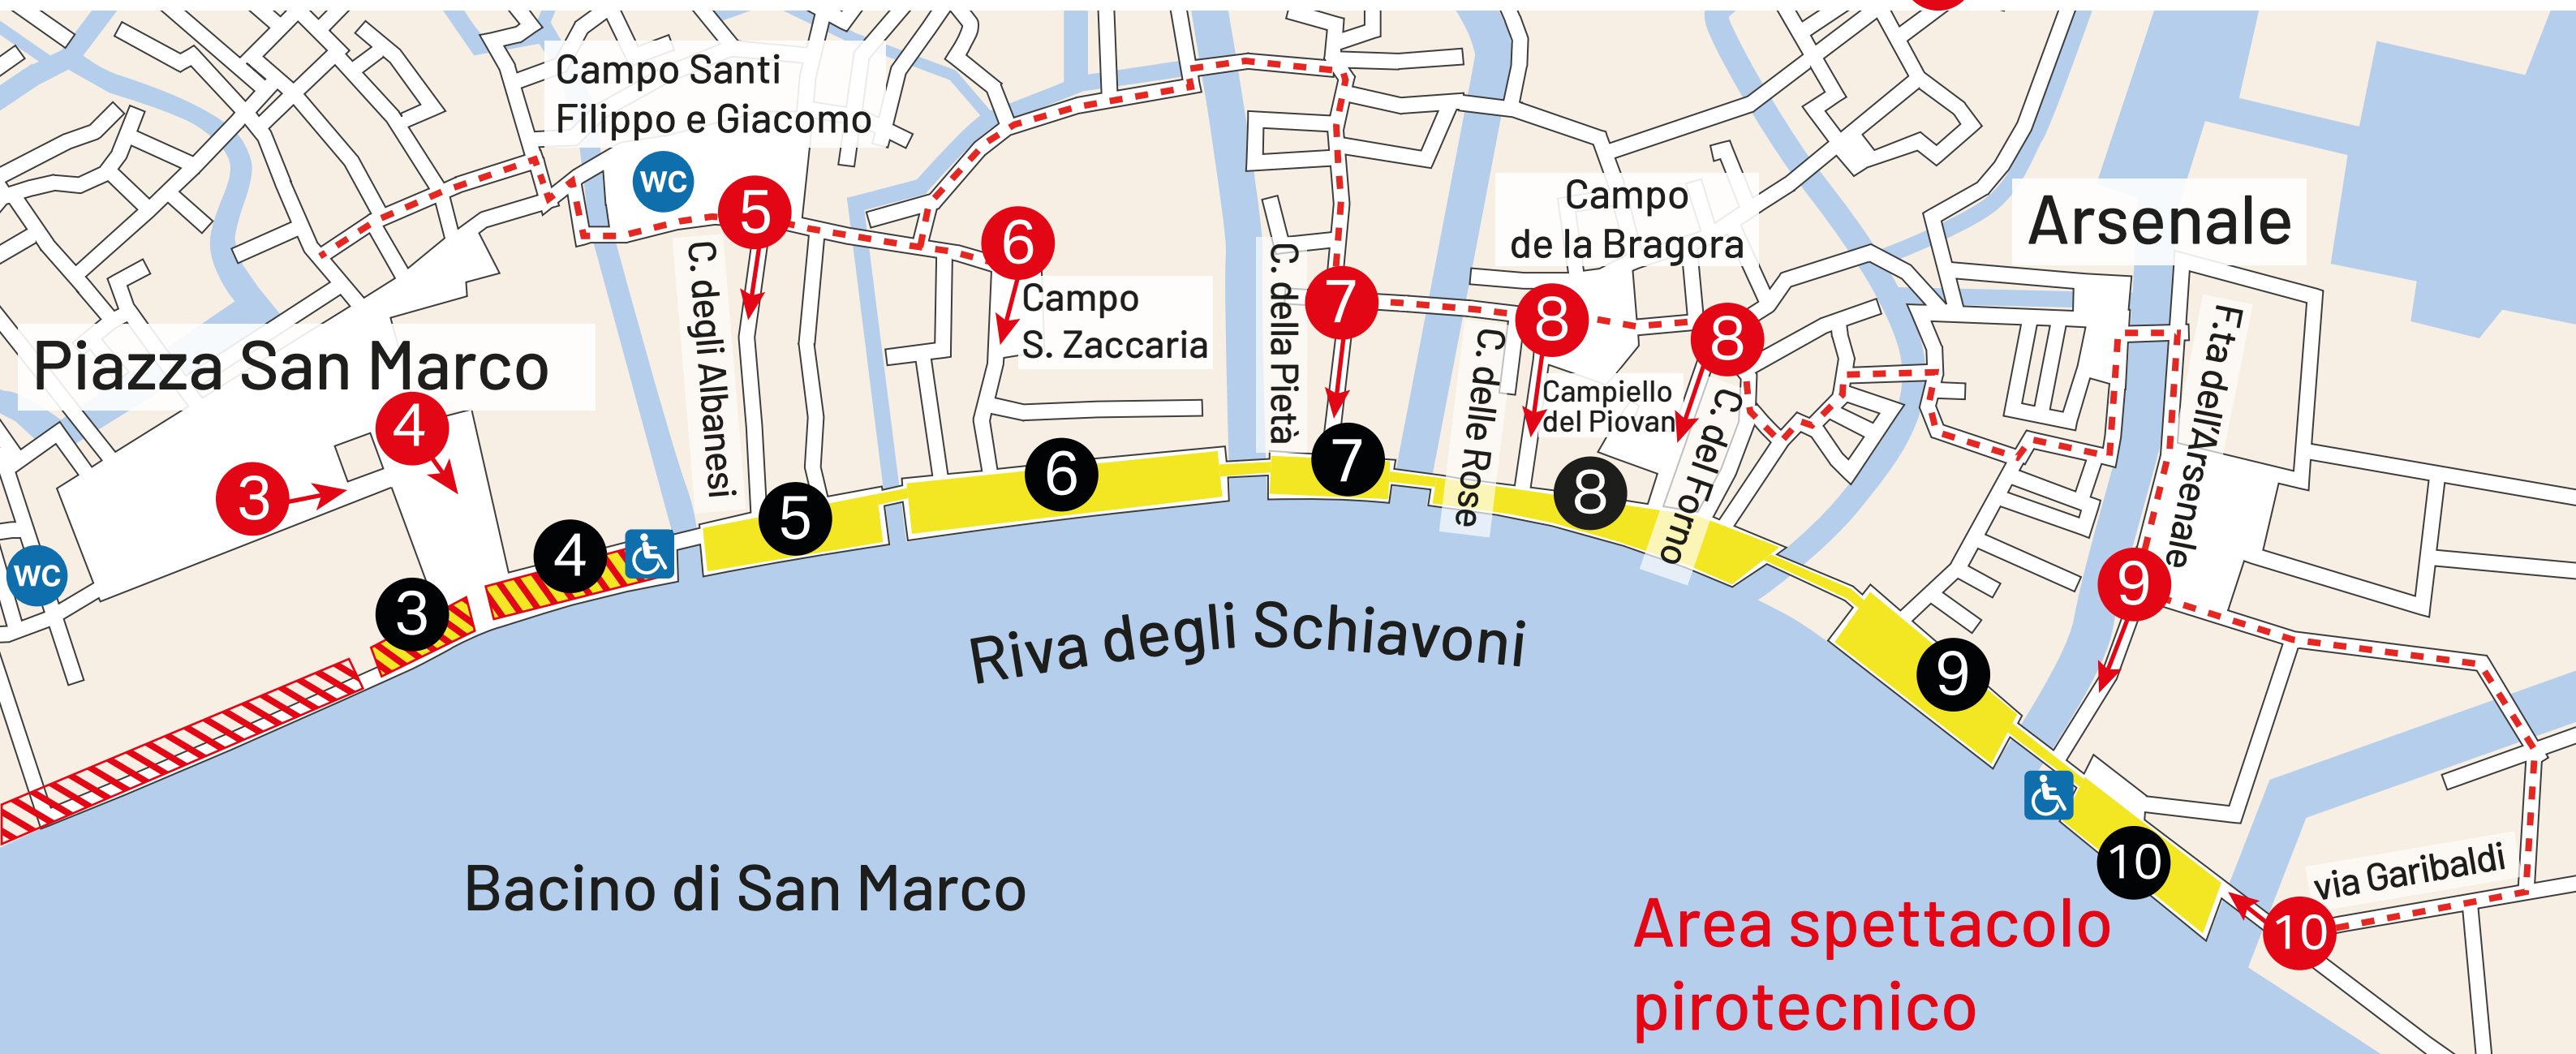 Campo Santi
Filippo e Giacomo
WC
5
6
C. degli Albanesi
Campo
S. Zaccaria
C. della Pietà
7
Campo
de la Bragora
8
8
C. delle Rose
Campiello
del Piovan
C. del Forno
Arsenale
F.ta dell'Arsenale
Piazza San Marco
4
3
WC
3
4
5
6
7
8
9
9
10
10
via Garibaldi
Riva degli Schiavoni
Bacino di San Marco
Area spettacolo
pirotecnico